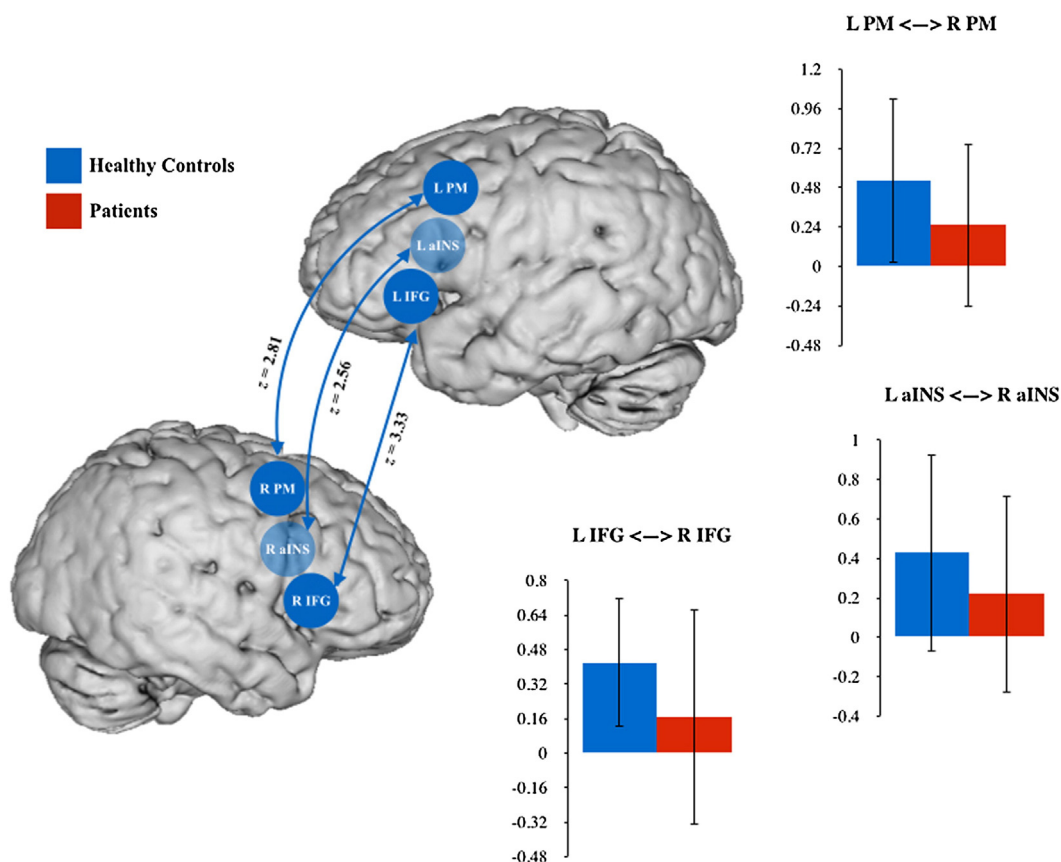 L PM <—> R PM
1.2
0.96
0.72
0.48
0.24
0
-0.24
-0.48
Healthy Controls
Patients
L PM
L aINS
L IFG
z = 2.81
z = 2.56
z = 3.33
R PM
R aINS
R IFG
L aINS <—> R aINS
1
0.8
0.6
0.4
0.2
0
-0.2
-0.4
L IFG <—> R IFG
0.8
0.64
0.48
0.32
0.16
0
-0.16
-0.32
-0.48